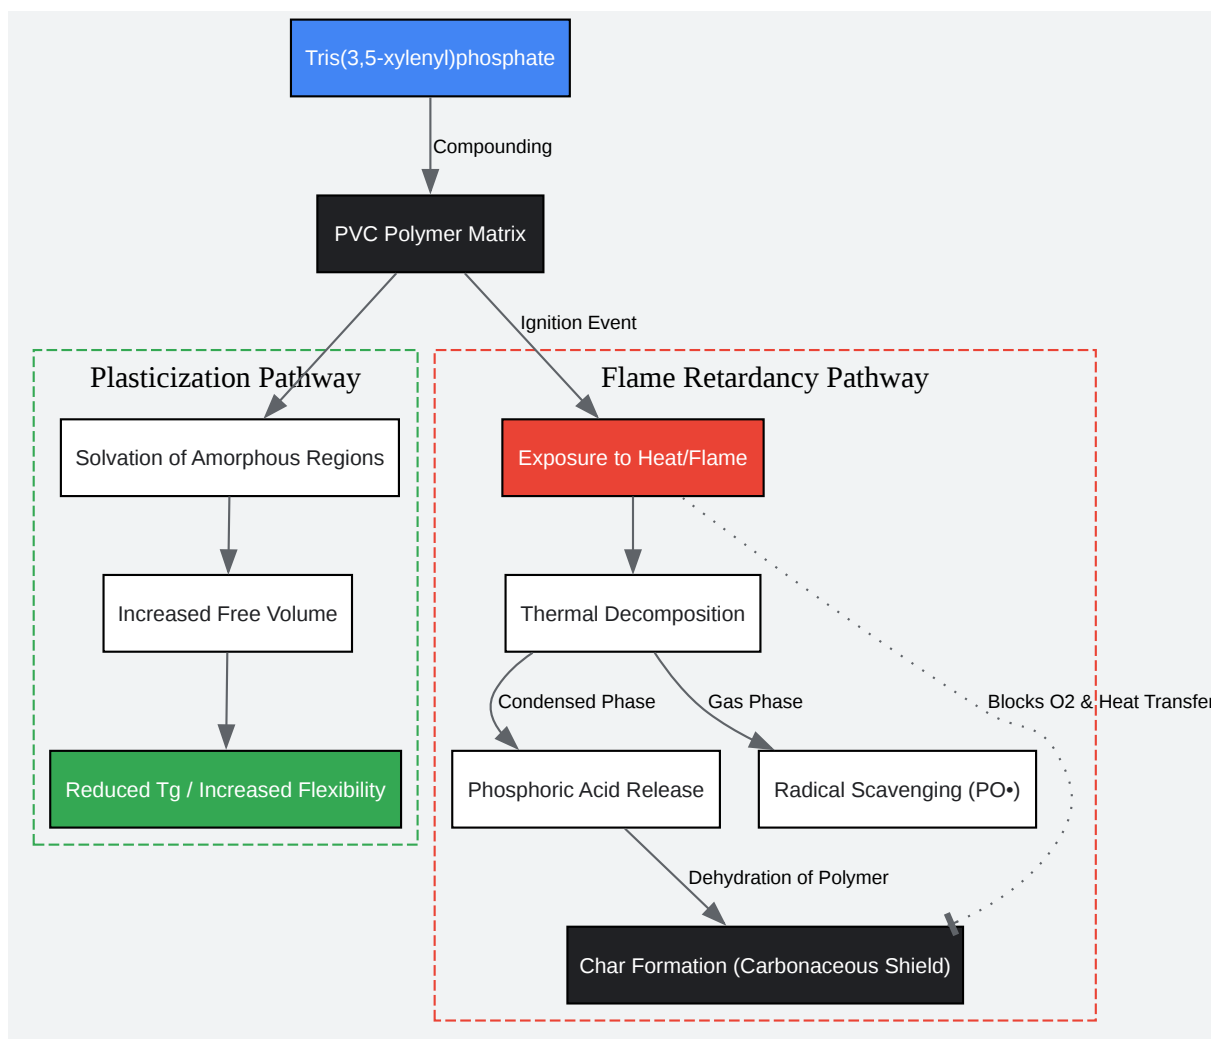 Tris(3,5-xylenyl)phosphate
Compounding
PVC Polymer Matrix
Ignition Event
Plasticization Pathway
Flame Retardancy Pathway
Solvation of Amorphous Regions
Exposure to Heat/Flame
Increased Free Volume
Thermal Decomposition
Condensed Phase
Gas Phase
Blocks O2 & Heat Transfer
Reduced Tg / Increased Flexibility
Phosphoric Acid Release
Radical Scavenging (PO•)
Dehydration of Polymer
Char Formation (Carbonaceous Shield)